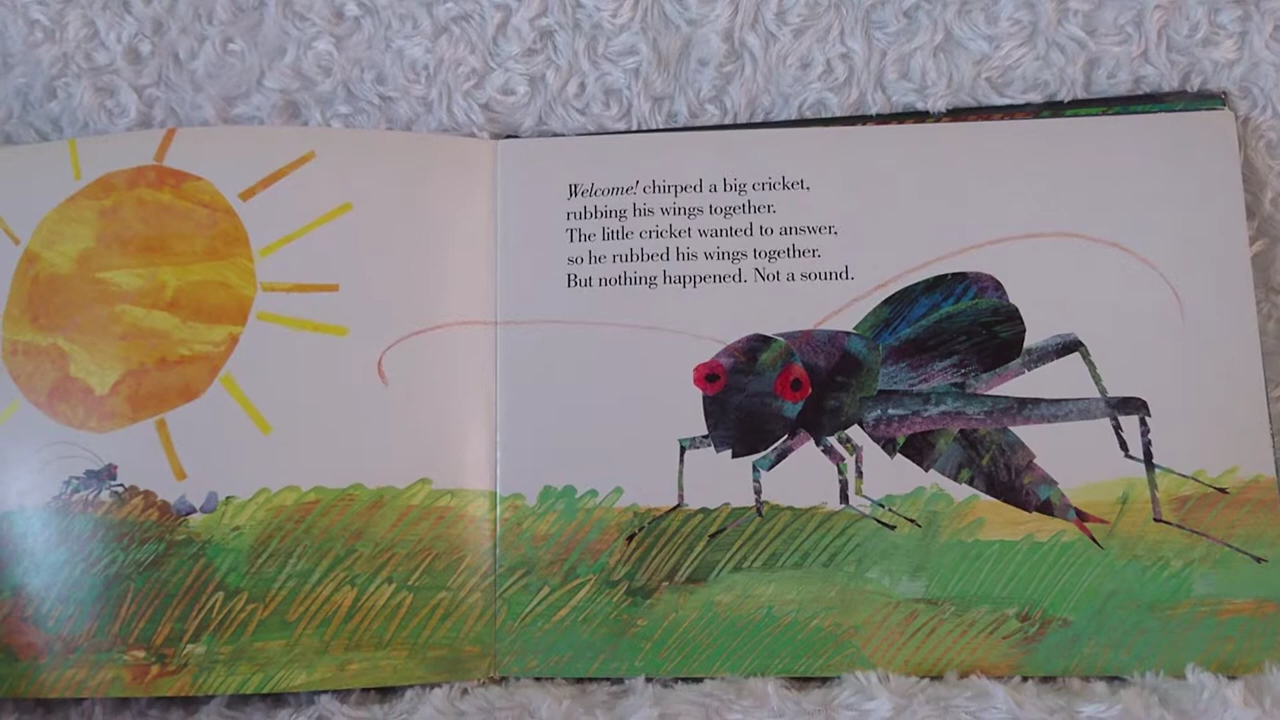 Welcome! chirped a big cricket,
rubbing his wings together.
The little cricket wanted to answer,
so he rubbed his wings together.
But nothing happened. Not a sound.